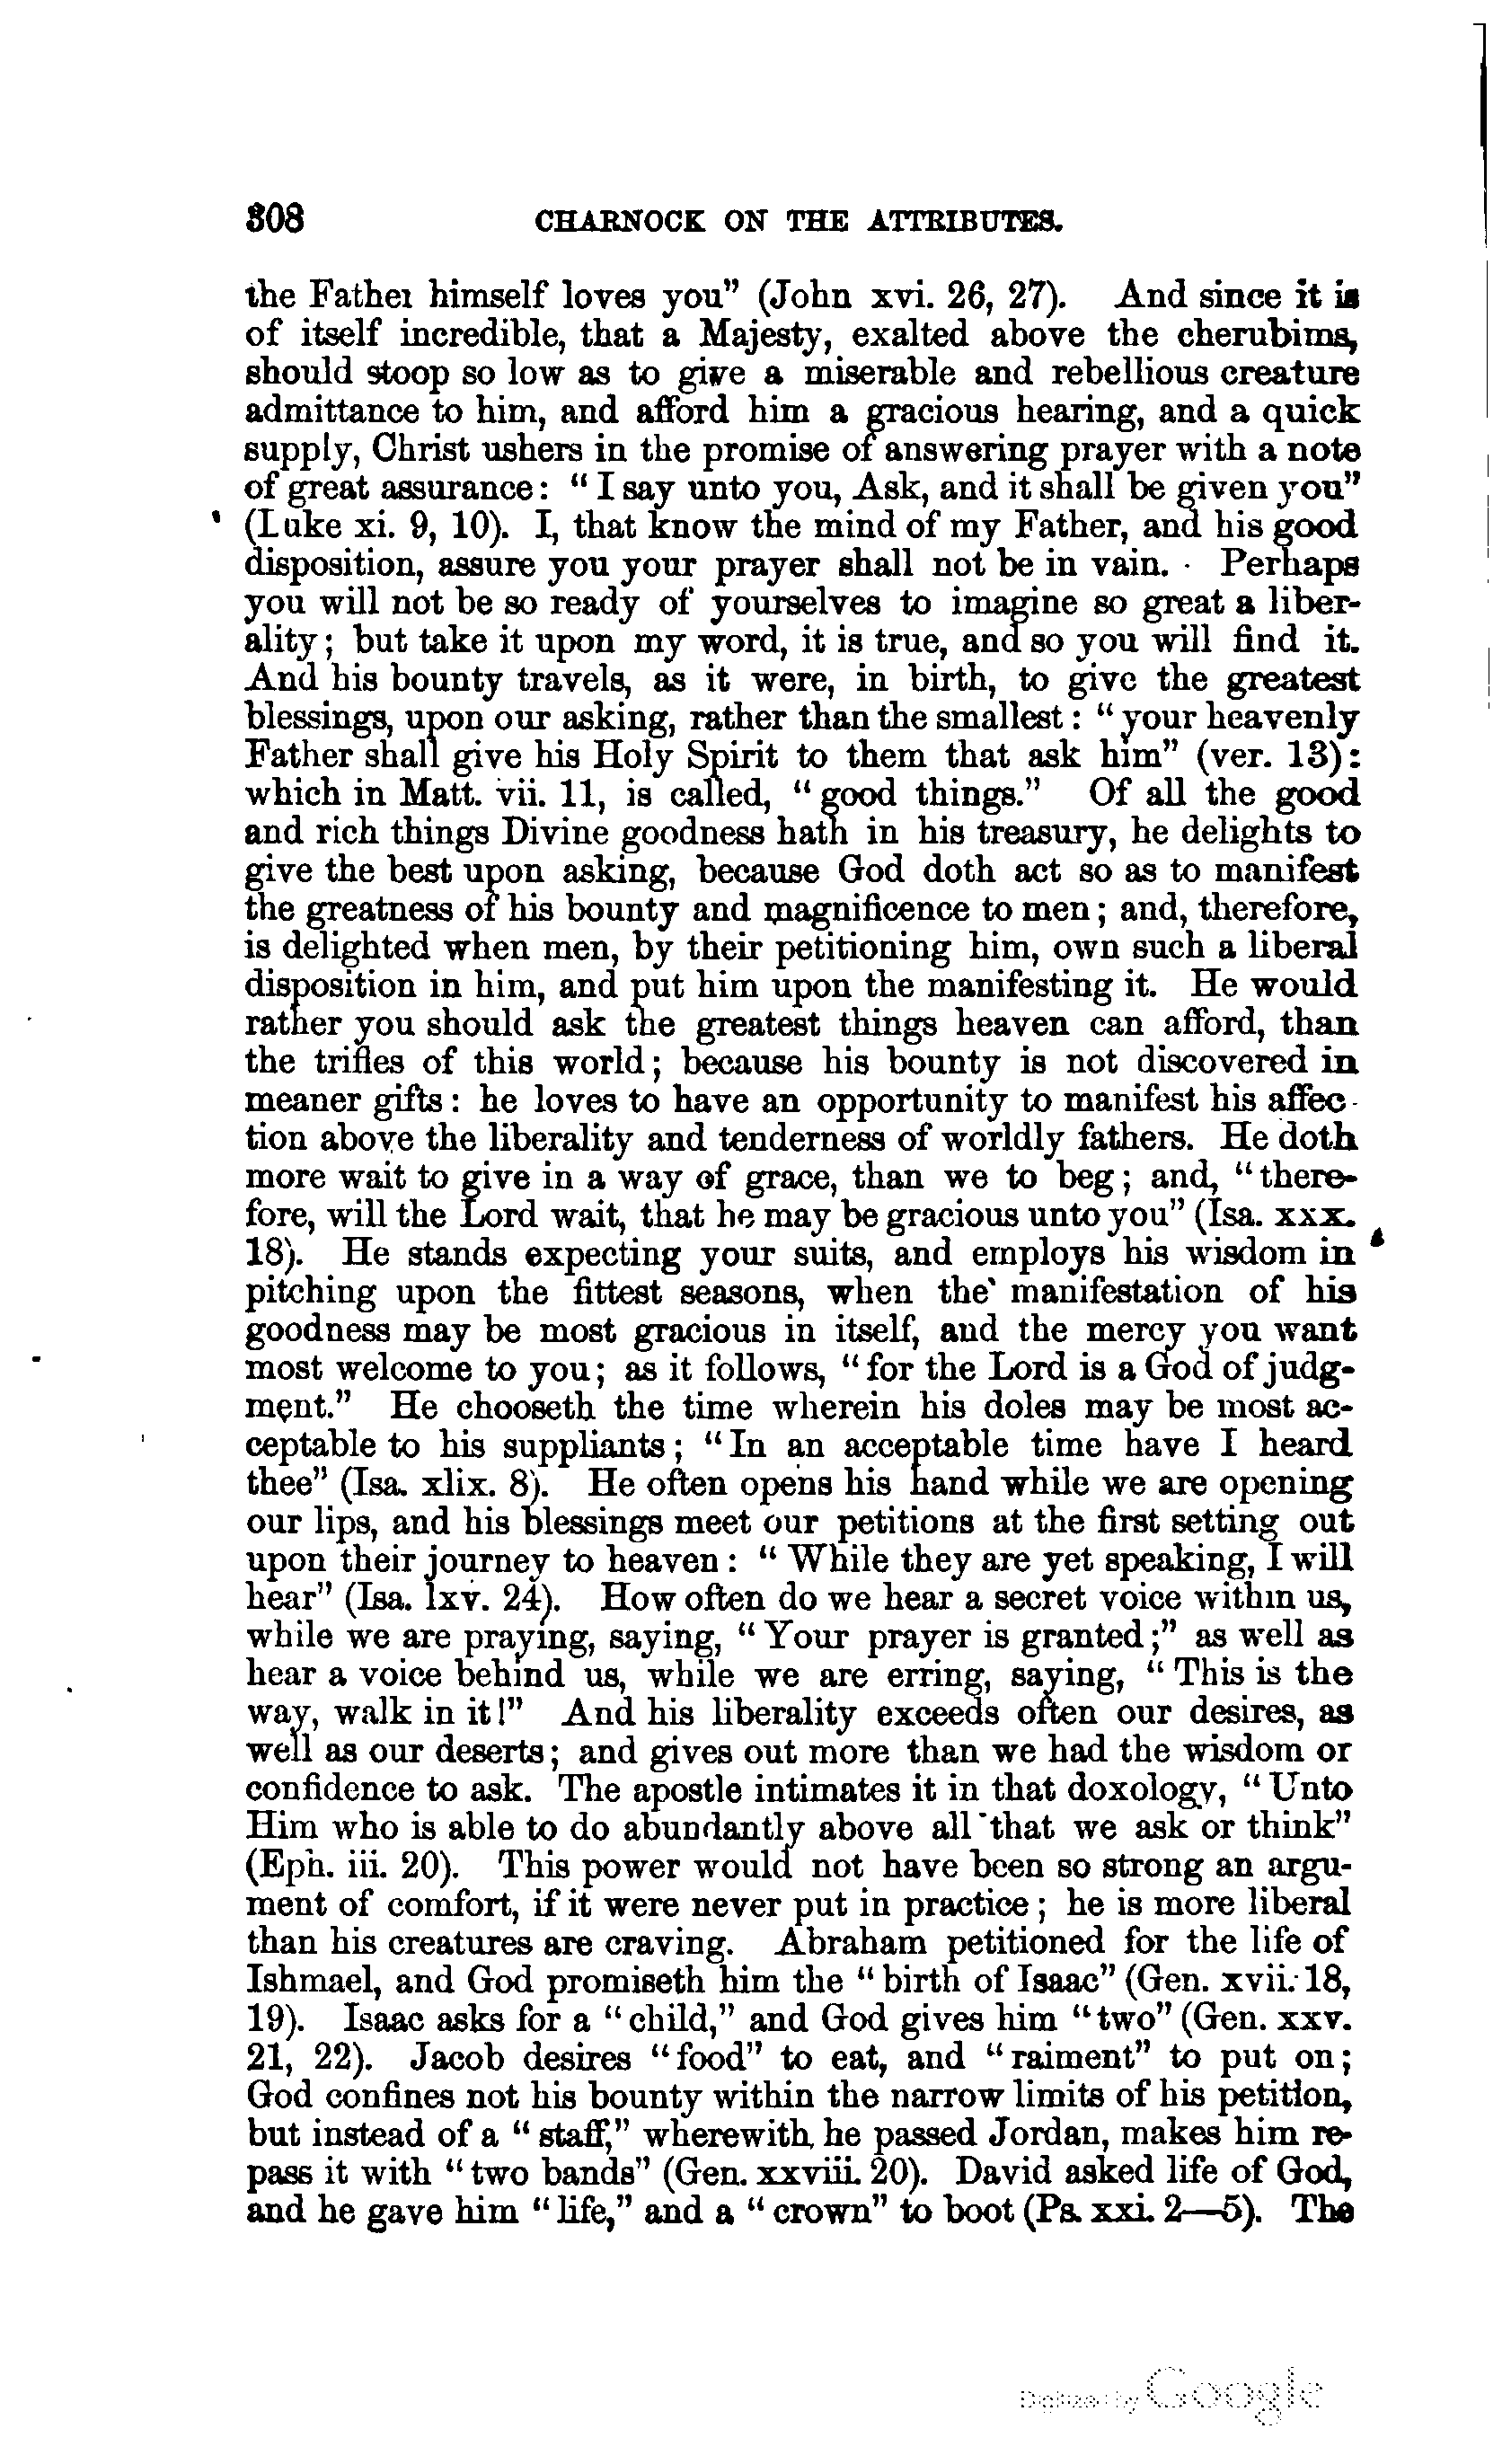 308 CHARNOCK ON THE ATTRIBUTES.
the Father himself loves you” (John xvi. 26, 27). And since it is
of itself incredible, that a Majesty, exalted above the cherubims,
should stoop so low as to give a miserable and rebellious creature
admittance to him, and afford him a gracious hearing, and a quick
supply, Christ ushers in the promise of answering prayer with a note
of great assurance: “I say unto you, Ask, and it shall be given you”
(Luke xi. 9, 10). I, that know the mind of my Father, and his good
disposition, assure you your prayer shall not be in vain. Perhaps
you will not be so ready of yourselves to imagine so great a liber-
ality; but take it upon my word, it is true, and so you will find it.
And his bounty travels, as it were, in birth, to give the greatest
blessings, upon our asking, rather than the smallest: “your heavenly
Father shall give his Holy Spirit to them that ask him” (ver. 13):
which in Matt. vii. 11, is called, “good things.” Of all the good
and rich things Divine goodness hath in his treasury, he delights to
give the best upon asking, because God doth act so as to manifest
the greatness of his bounty and magnificence to men; and, therefore,
is delighted when men, by their petitioning him, own such a liberal
disposition in him, and put him upon the manifesting it. He would
rather you should ask the greatest things heaven can afford, than
the trifles of this world; because his bounty is not discovered in
meaner gifts: he loves to have an opportunity to manifest his affec-
tion above the liberality and tenderness of worldly fathers. He doth
more wait to give in a way of grace, than we to beg; and, “there-
fore, will the Lord wait, that he may be gracious unto you” (Isa. xxx.
18). He stands expecting your suits, and employs his wisdom in
pitching upon the fittest seasons, when the manifestation of his
goodness may be most gracious in itself, and the mercy you want
most welcome to you; as it follows, “for the Lord is a God of judg-
ment.” He chooseth the time wherein his doles may be most ac-
ceptable to his suppliants; “In an acceptable time have I heard
thee” (Isa. xlix. 8). He often opens his hand while we are opening
our lips, and his blessings meet our petitions at the first setting out
upon their journey to heaven: “While they are yet speaking, I will
hear” (Isa. lxv. 24). How often do we hear a secret voice within us,
while we are praying, saying, “Your prayer is granted;” as well as
hear a voice behind us, while we are erring, saying, “This is the
way, walk in it!” And his liberality exceeds often our desires, as
well as our deserts; and gives out more than we had the wisdom or
confidence to ask. The apostle intimates it in that doxology, “Unto
Him who is able to do abundantly above all that we ask or think”
(Eph. iii. 20). This power would not have been so strong an argu-
ment of comfort, if it were never put in practice; he is more liberal
than his creatures are craving. Abraham petitioned for the life of
Ishmael, and God promiseth him the “birth of Isaac” (Gen. xvii. 18,
19). Isaac asks for a “child,” and God gives him “two” (Gen. xxv.
21, 22). Jacob desires “food” to eat, and “raiment” to put on;
God confines not his bounty within the narrow limits of his petition,
but instead of a “staff,” wherewith he passed Jordan, makes him re-
pass it with “two bands” (Gen. xxviii. 20). David asked life of God,
and he gave him “life,” and a “crown” to boot (Ps. xxi. 2—5). The
Digitized by Google